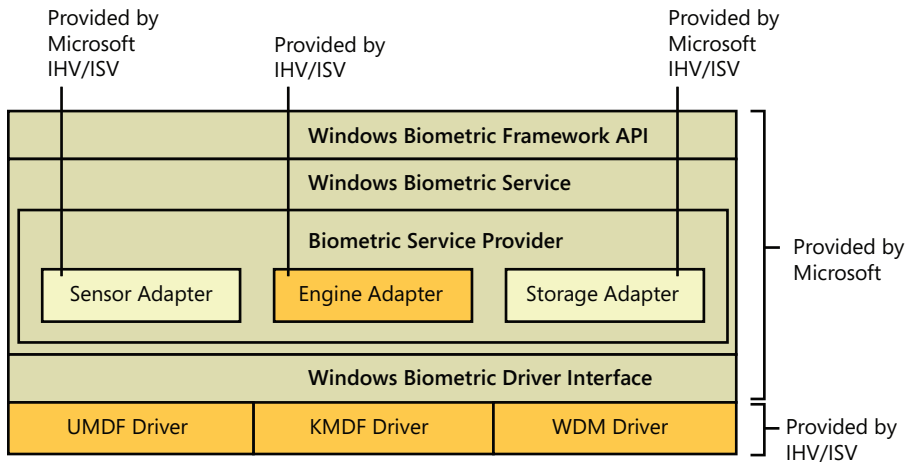 Provided by
Microsoft
IHV/ISV
Provided by
IHV/ISV
Provided by
Microsoft
IHV/ISV
Windows Biometric Framework API
Windows Biometric Service
Biometric Service Provider
Sensor Adapter
Engine Adapter
Storage Adapter
Provided by
Microsoft
Windows Biometric Driver Interface
UMDF Driver
KMDF Driver
WDM Driver
Provided by
IHV/ISV